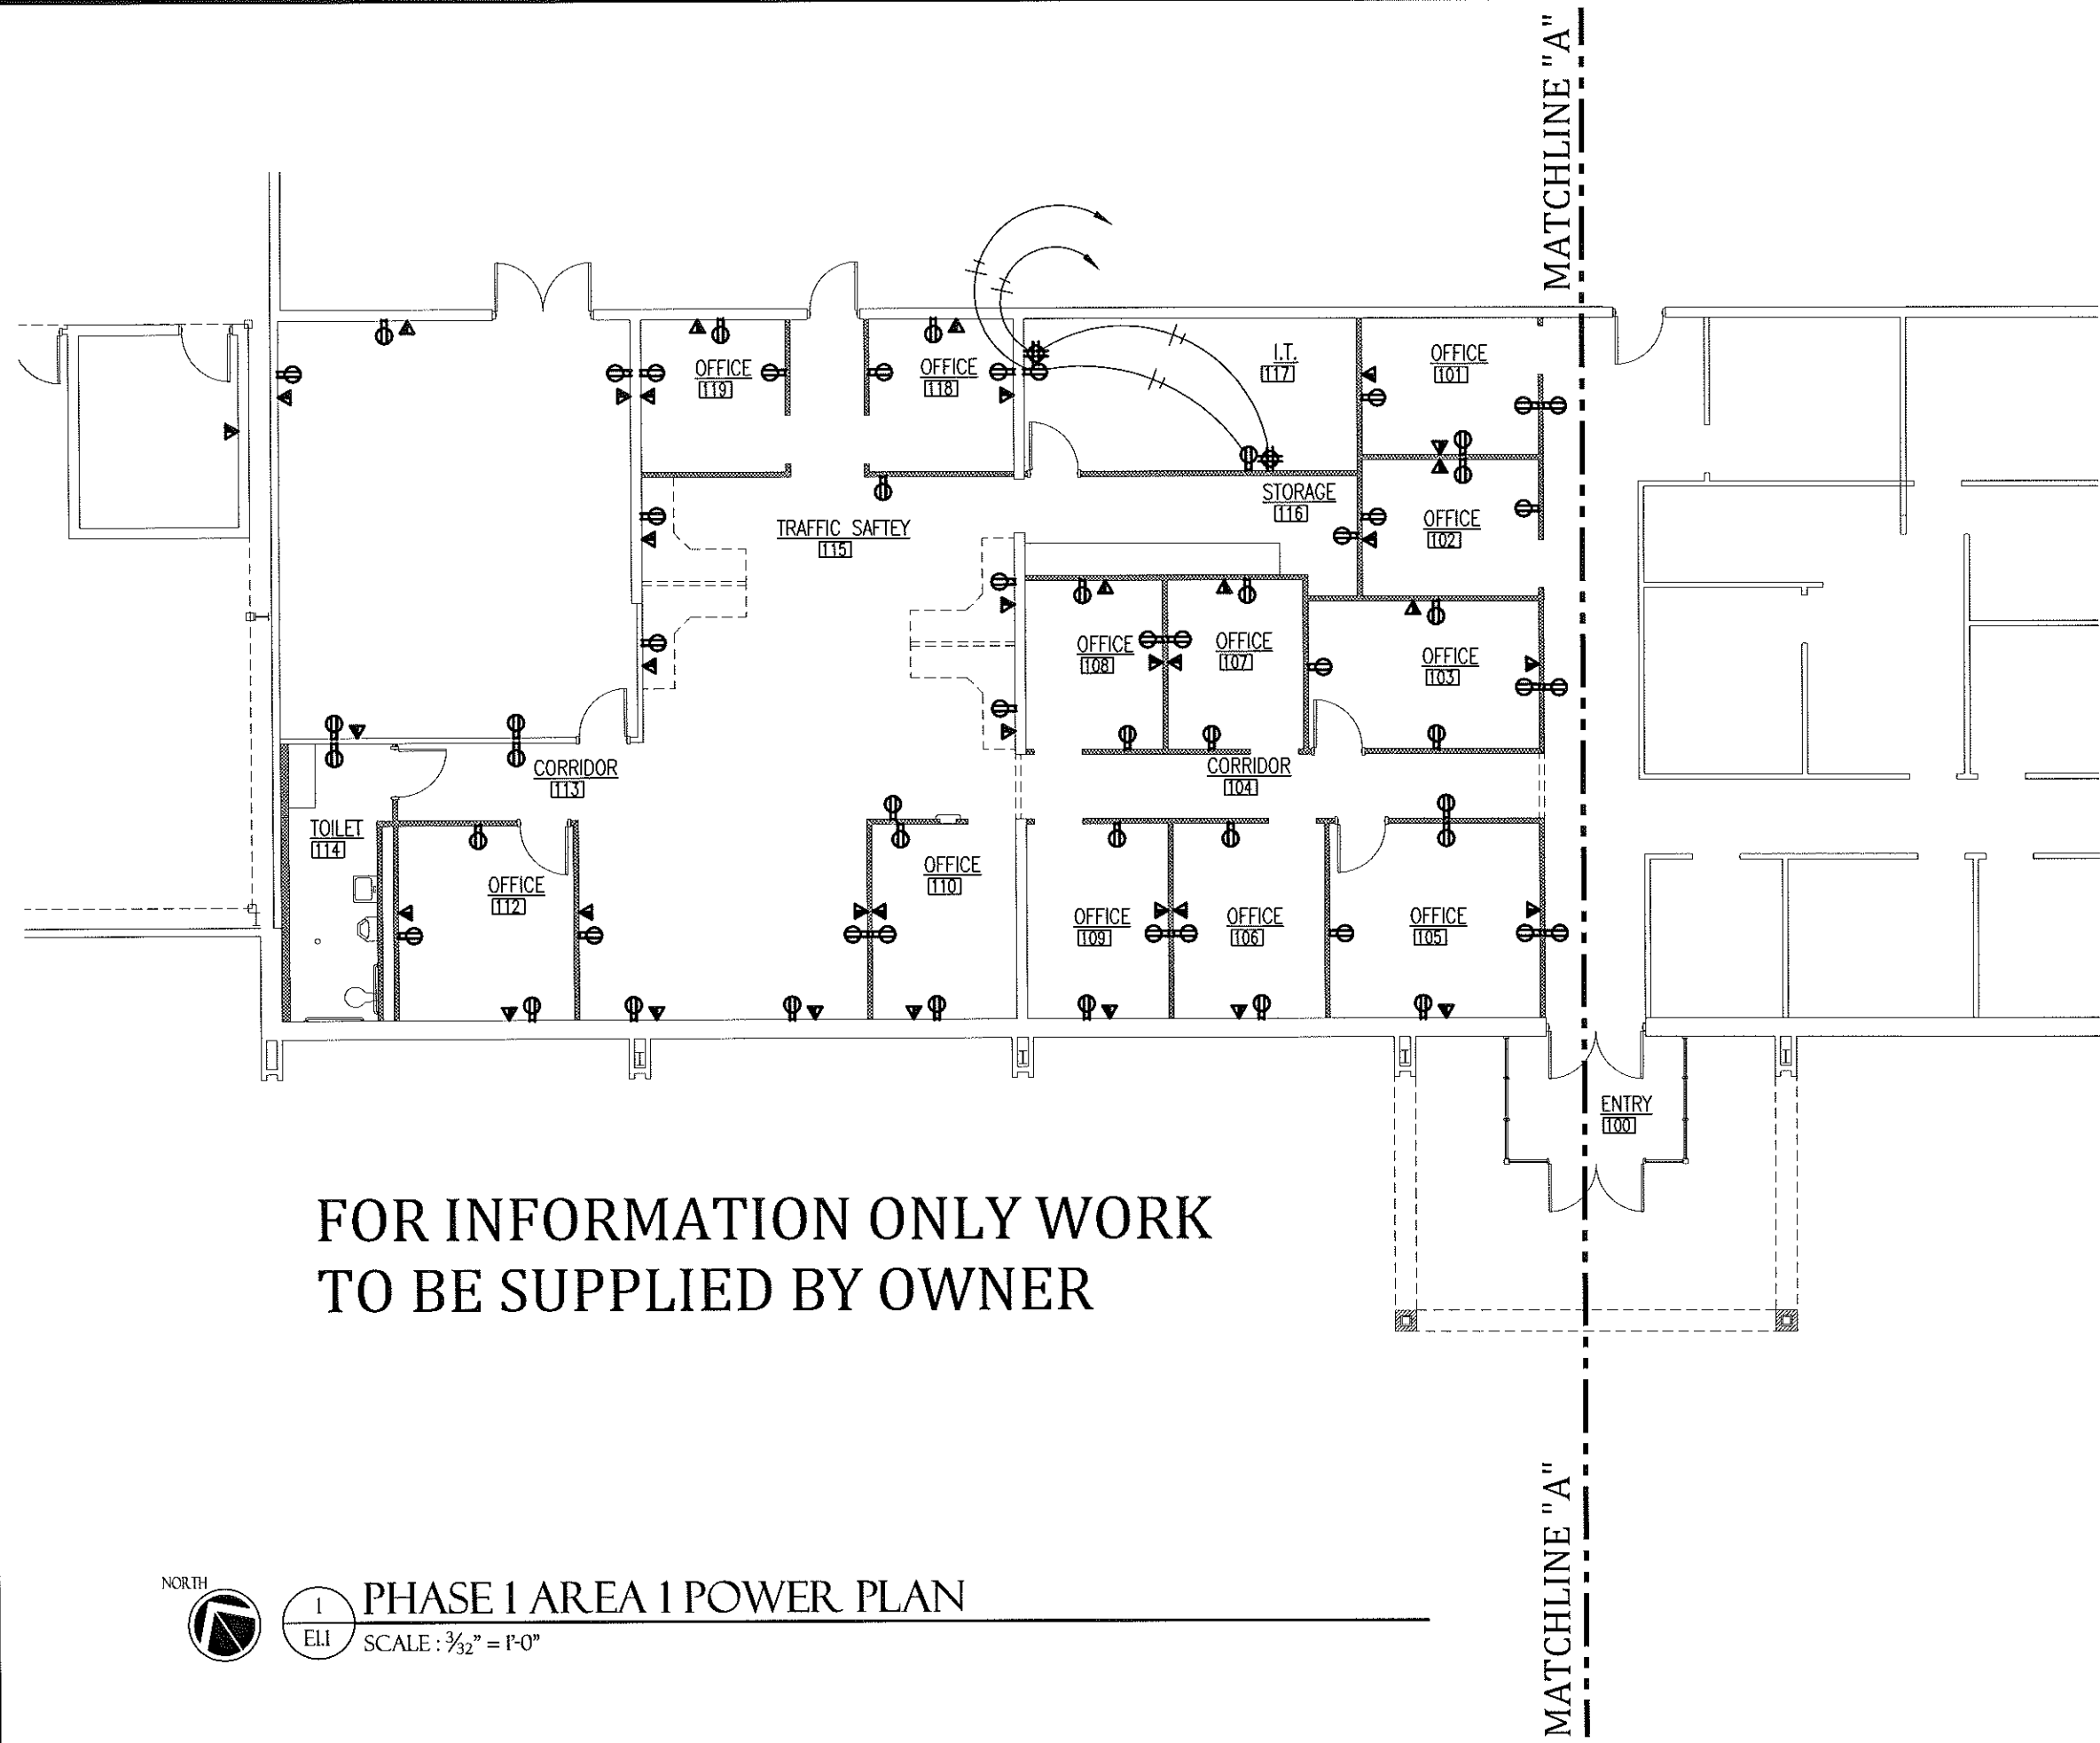 MATCHLINE "A"
OFFICE
119
OFFICE
118
I.T.
117
OFFICE
101
STORAGE
116
OFFICE
102
TRAFFIC SAFTEY
115
OFFICE
108
OFFICE
107
OFFICE
103
CORRIDOR
113
CORRIDOR
104
TOILET
114
OFFICE
112
OFFICE
110
OFFICE
109
OFFICE
106
OFFICE
105
ENTRY
100
FOR INFORMATION ONLY WORK
TO BE SUPPLIED BY OWNER
MATCHLINE "A"
NORTH
1
E1.1
PHASE 1 AREA 1 POWER PLAN
SCALE : 3/32" = 1'-0"